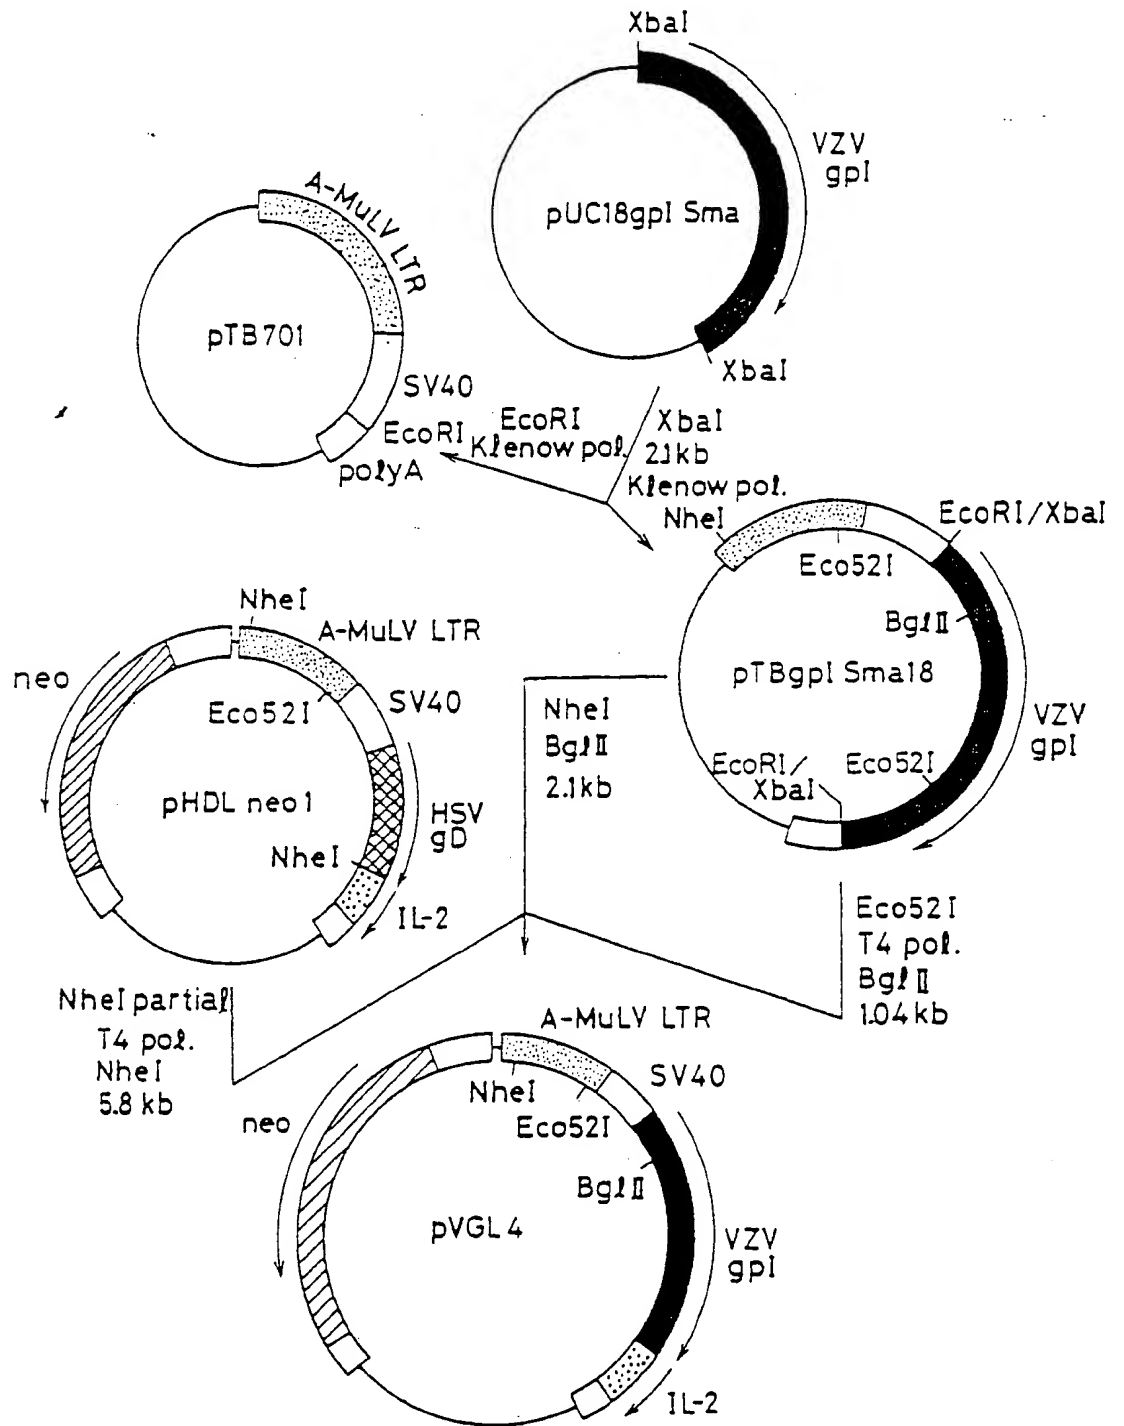 XbaI
VZV
gpI
pUC18gpI Sma
XbaI
A-MuLV LTR
pTB701
SV40
EcoRI
polyA
EcoRI
Klenow pol.
XbaI
2.1kb
Klenow pol.
NheI
EcoRI/XbaI
Eco52I
BglII
pTBgpI Sma18
VZV
gpI
Eco52I
EcoRI/
XbaI
NheI
A-MuLV LTR
neo
Eco52I
SV40
pHDL neo1
HSV
gD
NheI
IL-2
NheI
BglII
2.1kb
Eco52I
T4 pol.
BglII
1.04kb
NheI partial
T4 pol.
NheI
5.8 kb
A-MuLV LTR
NheI
SV40
Eco52I
neo
BglII
pVGL4
VZV
gpI
IL-2